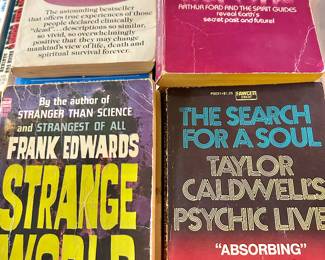 The astounding bestseller
that offers true experiences of those
people declared clinically
"dead"... descriptions so similar,
so vivid, so overwhelmingly
positive that they may change
mankind's view of life, death and
spiritual survival forever.
ARTHUR FORD AND THE SPIRIT GUIDES
reveal Earth's
secret past and future!
By the author of
STRANGER THAN SCIENCE
and STRANGEST OF ALL
FRANK EDWARDS
STRANGE
WORLD
FAWCETT
THE SEARCH
FOR A SOUL
TAYLOR
CALDWELL'S
PSYCHIC LIVE
"ABSORBING"